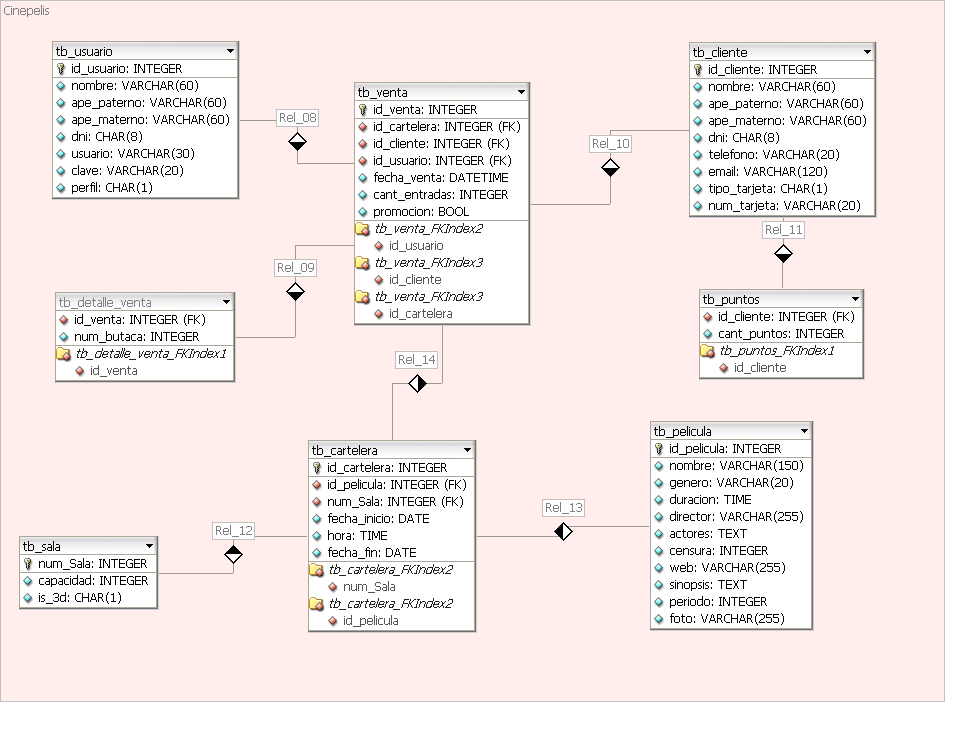 Cinepelis
tb_usuario
id_usuario: INTEGER
nombre: VARCHAR(60)
ape_paterno: VARCHAR(60)
ape_materno: VARCHAR(60)
dni: CHAR(8)
usuario: VARCHAR(30)
clave: VARCHAR(20)
perfil: CHAR(1)
Rel_08
tb_venta
id_venta: INTEGER
id_cartelera: INTEGER (FK)
id_cliente: INTEGER (FK)
id_usuario: INTEGER (FK)
fecha_venta: DATETIME
cant_entradas: INTEGER
promocion: BOOL
tb_venta_FKIndex2
id_usuario
tb_venta_FKIndex3
id_cliente
tb_venta_FKIndex3
id_cartelera
Rel_10
tb_cliente
id_cliente: INTEGER
nombre: VARCHAR(60)
ape_paterno: VARCHAR(60)
ape_materno: VARCHAR(60)
dni: CHAR(8)
telefono: VARCHAR(20)
email: VARCHAR(120)
tipo_tarjeta: CHAR(1)
num_tarjeta: VARCHAR(20)
Rel_11
Rel_09
tb_detalle_venta
id_venta: INTEGER (FK)
num_butaca: INTEGER
tb_detalle_venta_FKIndex1
id_venta
tb_puntos
id_cliente: INTEGER (FK)
cant_puntos: INTEGER
tb_puntos_FKIndex1
id_cliente
Rel_14
tb_cartelera
id_cartelera: INTEGER
id_pelicula: INTEGER (FK)
num_Sala: INTEGER (FK)
fecha_inicio: DATE
hora: TIME
fecha_fin: DATE
tb_cartelera_FKIndex2
num_Sala
tb_cartelera_FKIndex2
id_pelicula
Rel_13
tb_pelicula
id_pelicula: INTEGER
nombre: VARCHAR(150)
genero: VARCHAR(20)
duracion: TIME
director: VARCHAR(255)
actores: TEXT
censura: INTEGER
web: VARCHAR(255)
sinopsis: TEXT
periodo: INTEGER
foto: VARCHAR(255)
Rel_12
tb_sala
num_Sala: INTEGER
capacidad: INTEGER
is_3d: CHAR(1)